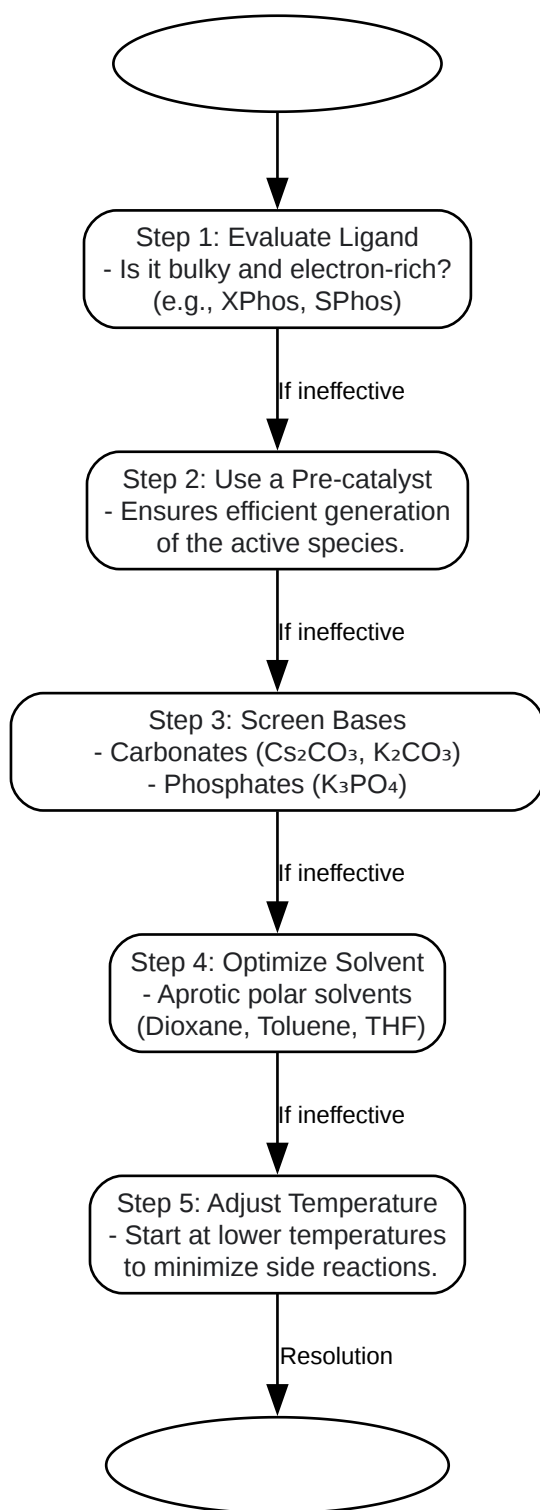 Step 1: Evaluate Ligand
- Is it bulky and electron-rich?
(e.g., XPhos, SPhos)
If ineffective
Step 2: Use a Pre-catalyst
- Ensures efficient generation
of the active species.
If ineffective
Step 3: Screen Bases
- Carbonates (Cs₂CO₃, K₂CO₃)
- Phosphates (K₃PO₄)
If ineffective
Step 4: Optimize Solvent
- Aprotic polar solvents
(Dioxane, Toluene, THF)
If ineffective
Step 5: Adjust Temperature
- Start at lower temperatures
to minimize side reactions.
Resolution